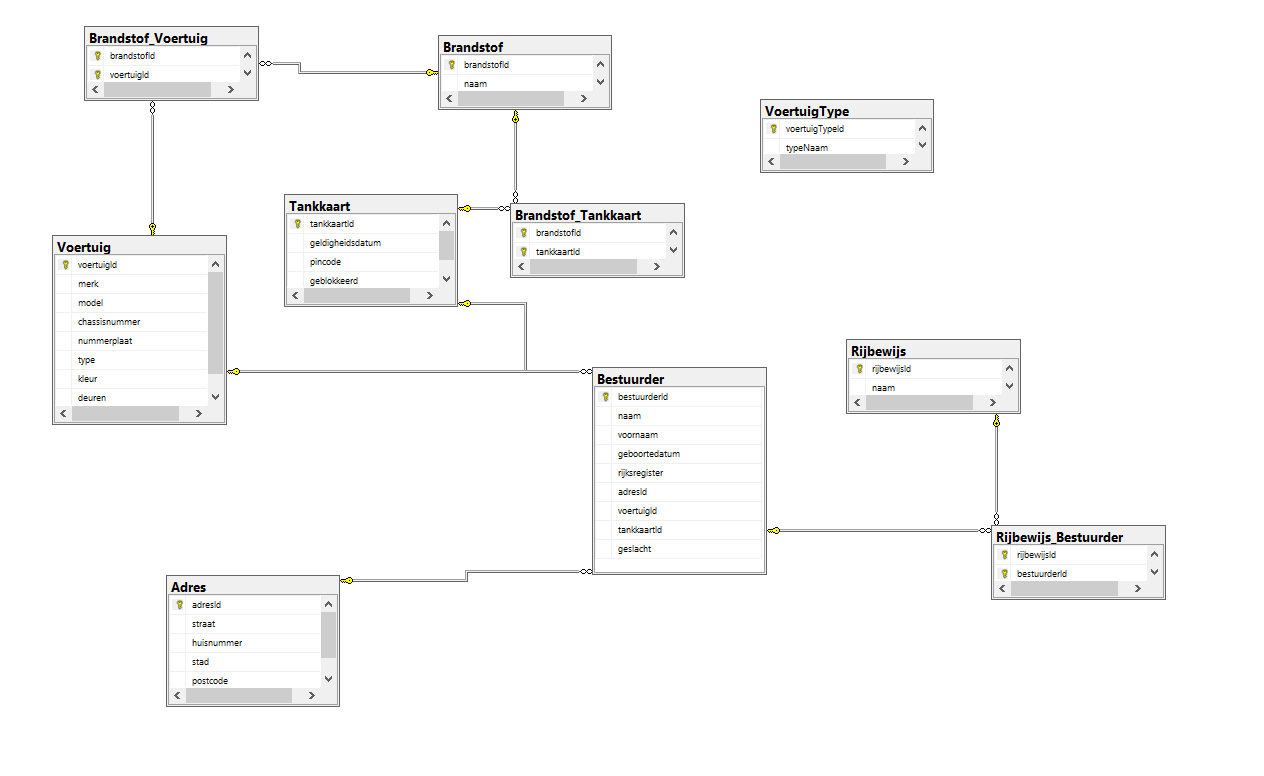 Brandstof_Voertuig
brandstofId
voertuigId
Brandstof
brandstofId
naam
VoertuigType
voertuigTypeId
typeNaam
Tankkaart
tankkaartId
geldigheidsdatum
pincode
geblokkeerd
Brandstof_Tankkaart
brandstofId
tankkaartId
Voertuig
voertuigId
merk
model
chassisnummer
nummerplaat
type
kleur
deuren
Rijbewijs
rijbewijsId
naam
Bestuurder
bestuurderId
naam
voornaam
geboortedatum
rijksregister
adresId
voertuigId
tankkaartId
geslacht
Rijbewijs_Bestuurder
rijbewijsId
bestuurderId
Adres
adresId
straat
huisnummer
stad
postcode